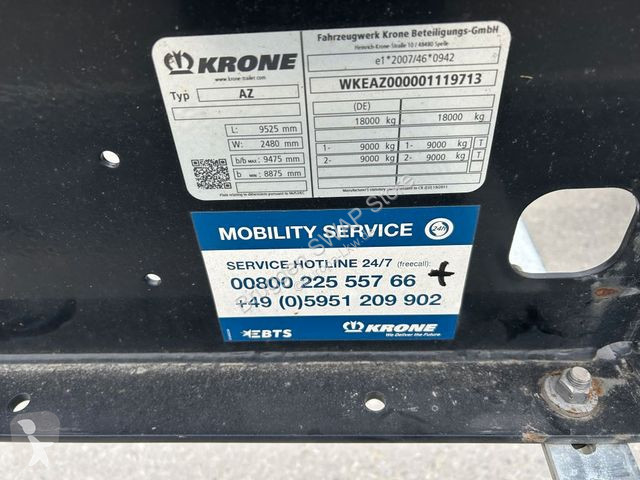 KRONE
www.krone-trailer.com
Typ AZ
L: 9525 mm
W: 2480 mm
b/b MAX: 9475 mm
b MIN: 8875 mm
Fahrzeugwerk Krone Beteiligungs-GmbH
Heinrich-Krone-Straße 10 / 48480 Spelle
e1*2007/46*0942
WKEAZ000001119713
(DE)
18000 kg - 18000 kg
1- 9000 kg 1- 9000 kg T
2- 9000 kg 2- 9000 kg T
MOBILITY SERVICE 24h
SERVICE HOTLINE 24/7 (freecall):
00800 225 557 66
+49 (0)5951 209 902
EBTS
KRONE
We Deliver the Future.